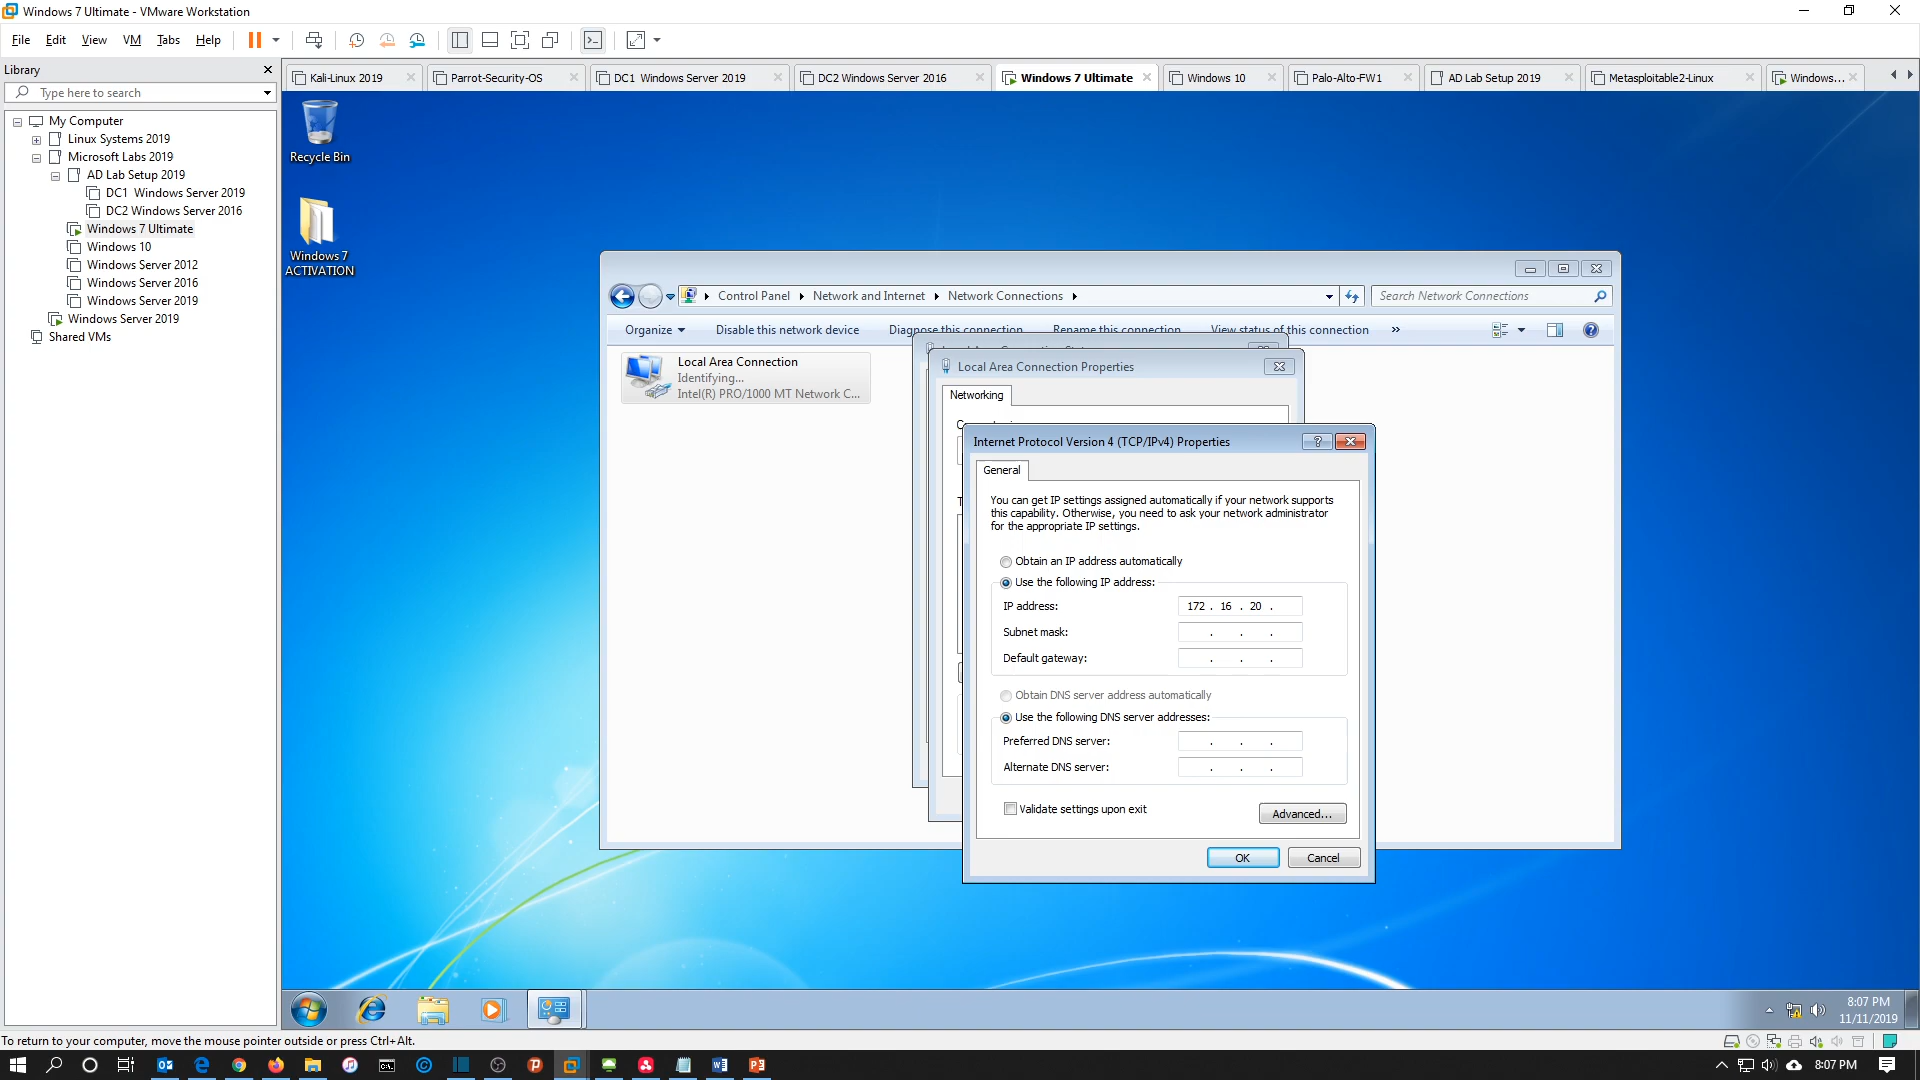 Windows 7 Ultimate - VMware Workstation
File Edit View VM Tabs Help
Library
Type here to search
My Computer
Linux Systems 2019
Microsoft Labs 2019
AD Lab Setup 2019
DC1 Windows Server 2019
DC2 Windows Server 2016
Windows 7 Ultimate
Windows 10
Windows Server 2012
Windows Server 2016
Windows Server 2019
Windows Server 2019
Shared VMs
Kali-Linux 2019 Parrot-Security-OS DC1 Windows Server 2019 DC2 Windows Server 2016 Windows 7 Ultimate Windows 10 Palo-Alto-FW1 AD Lab Setup 2019 Metasploitable2-Linux Windows...
Recycle Bin
Windows 7
ACTIVATION
Control Panel Network and Internet Network Connections
Search Network Connections
Organize Disable this network device Diagnose this connection Rename this connection View status of this connection »
Local Area Connection
Identifying...
Intel(R) PRO/1000 MT Network C...
Local Area Connection Properties
Networking
Internet Protocol Version 4 (TCP/IPv4) Properties
General
You can get IP settings assigned automatically if your network supports
this capability. Otherwise, you need to ask your network administrator
for the appropriate IP settings.
Obtain an IP address automatically
Use the following IP address:
IP address: 172 . 16 . 20 .
Subnet mask: . . .
Default gateway: . . .
Obtain DNS server address automatically
Use the following DNS server addresses:
Preferred DNS server: . . .
Alternate DNS server: . . .
Validate settings upon exit
Advanced...
OK Cancel
8:07 PM
11/11/2019
To return to your computer, move the mouse pointer outside or press Ctrl+Alt.
8:07 PM